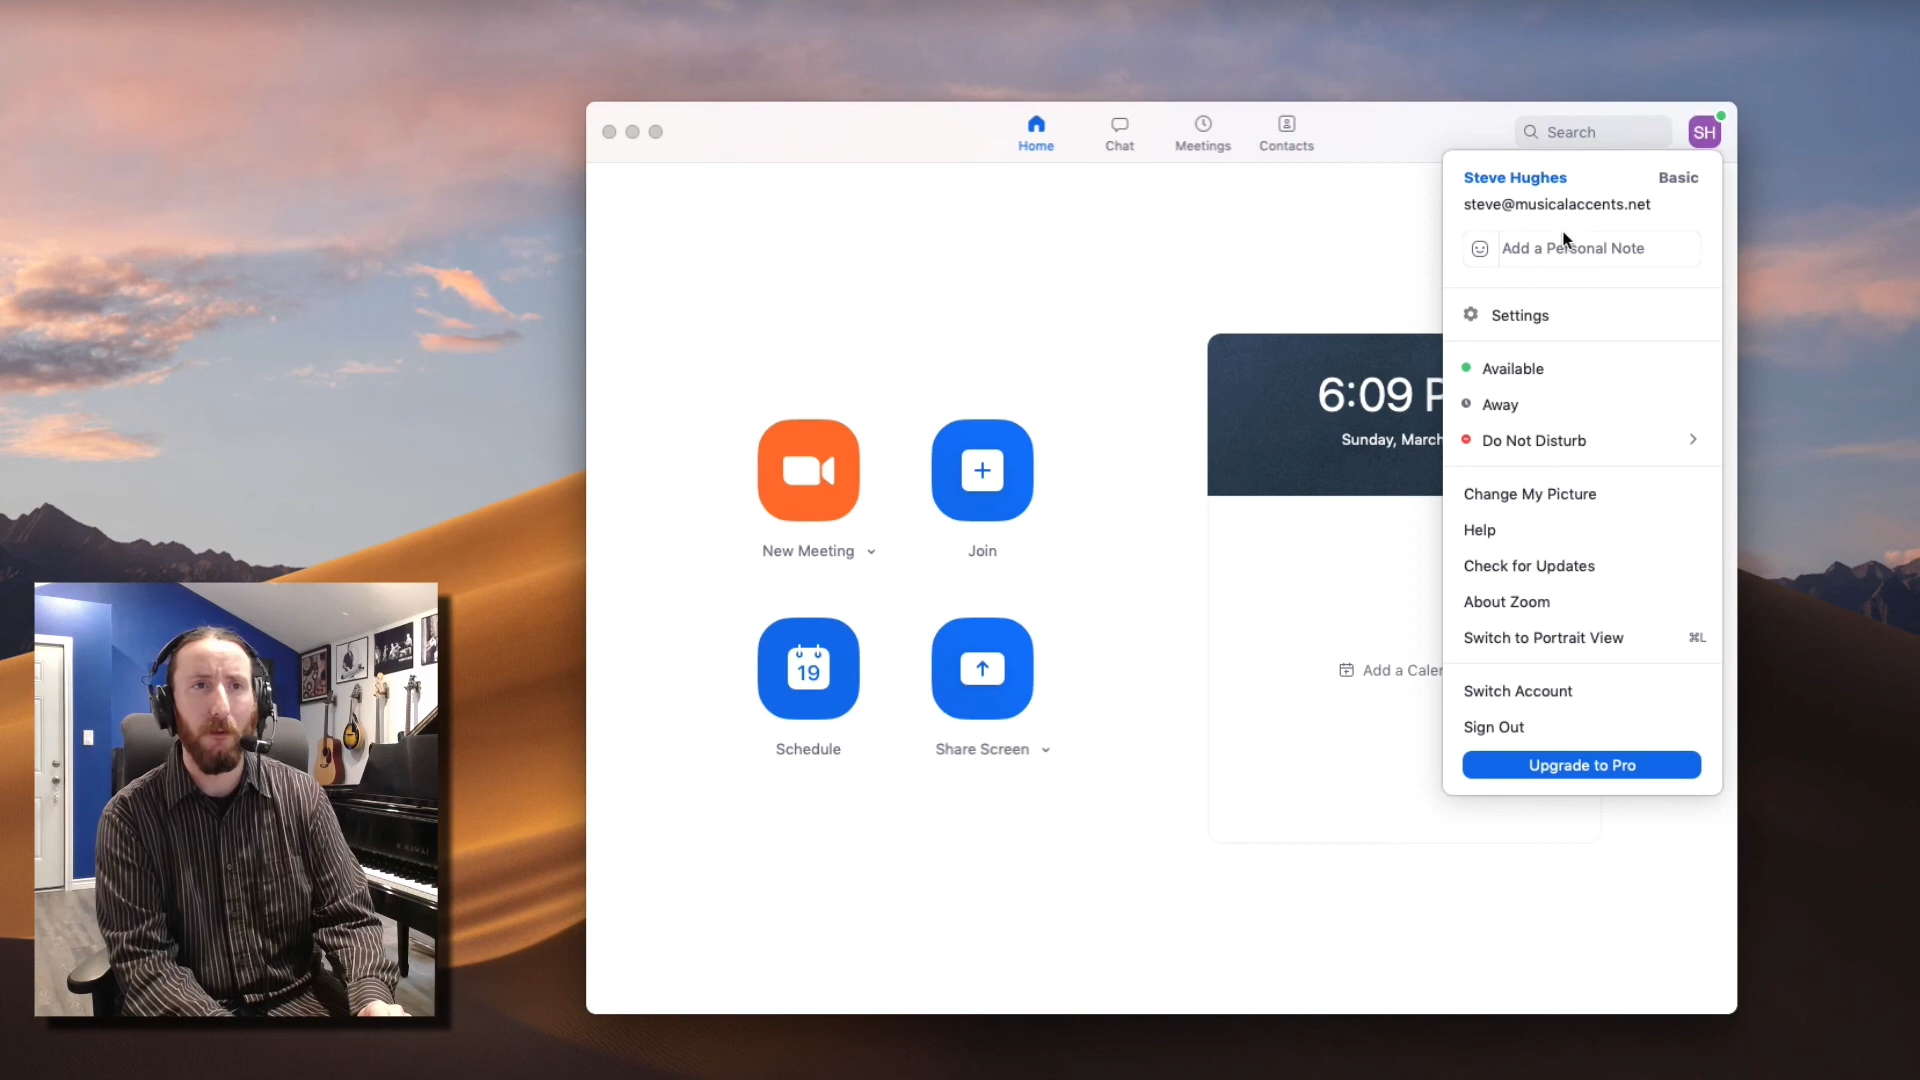 Home
Chat
Meetings
Contacts
Search
SH
Steve Hughes Basic
steve@musicalaccents.net
Add a Personal Note
Settings
Available
Away
Do Not Disturb
Change My Picture
Help
Check for Updates
About Zoom
Switch to Portrait View ⌘L
Switch Account
Sign Out
Upgrade to Pro
6:09 P
Sunday, March
Add a Caler
New Meeting
Join
19
Schedule
Share Screen
K. KAWAI